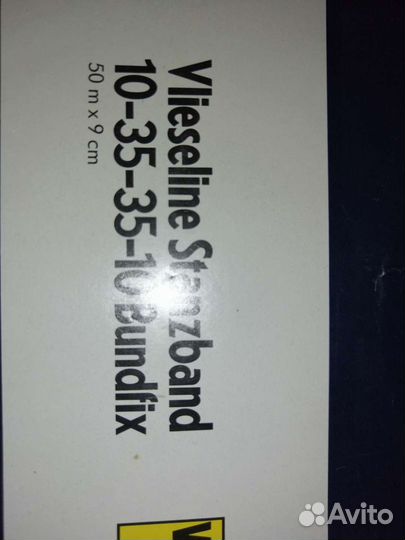 Vlieseline Stanzband
10-35-35-10 Bundfix
50 m x 9 cm
V
Avito